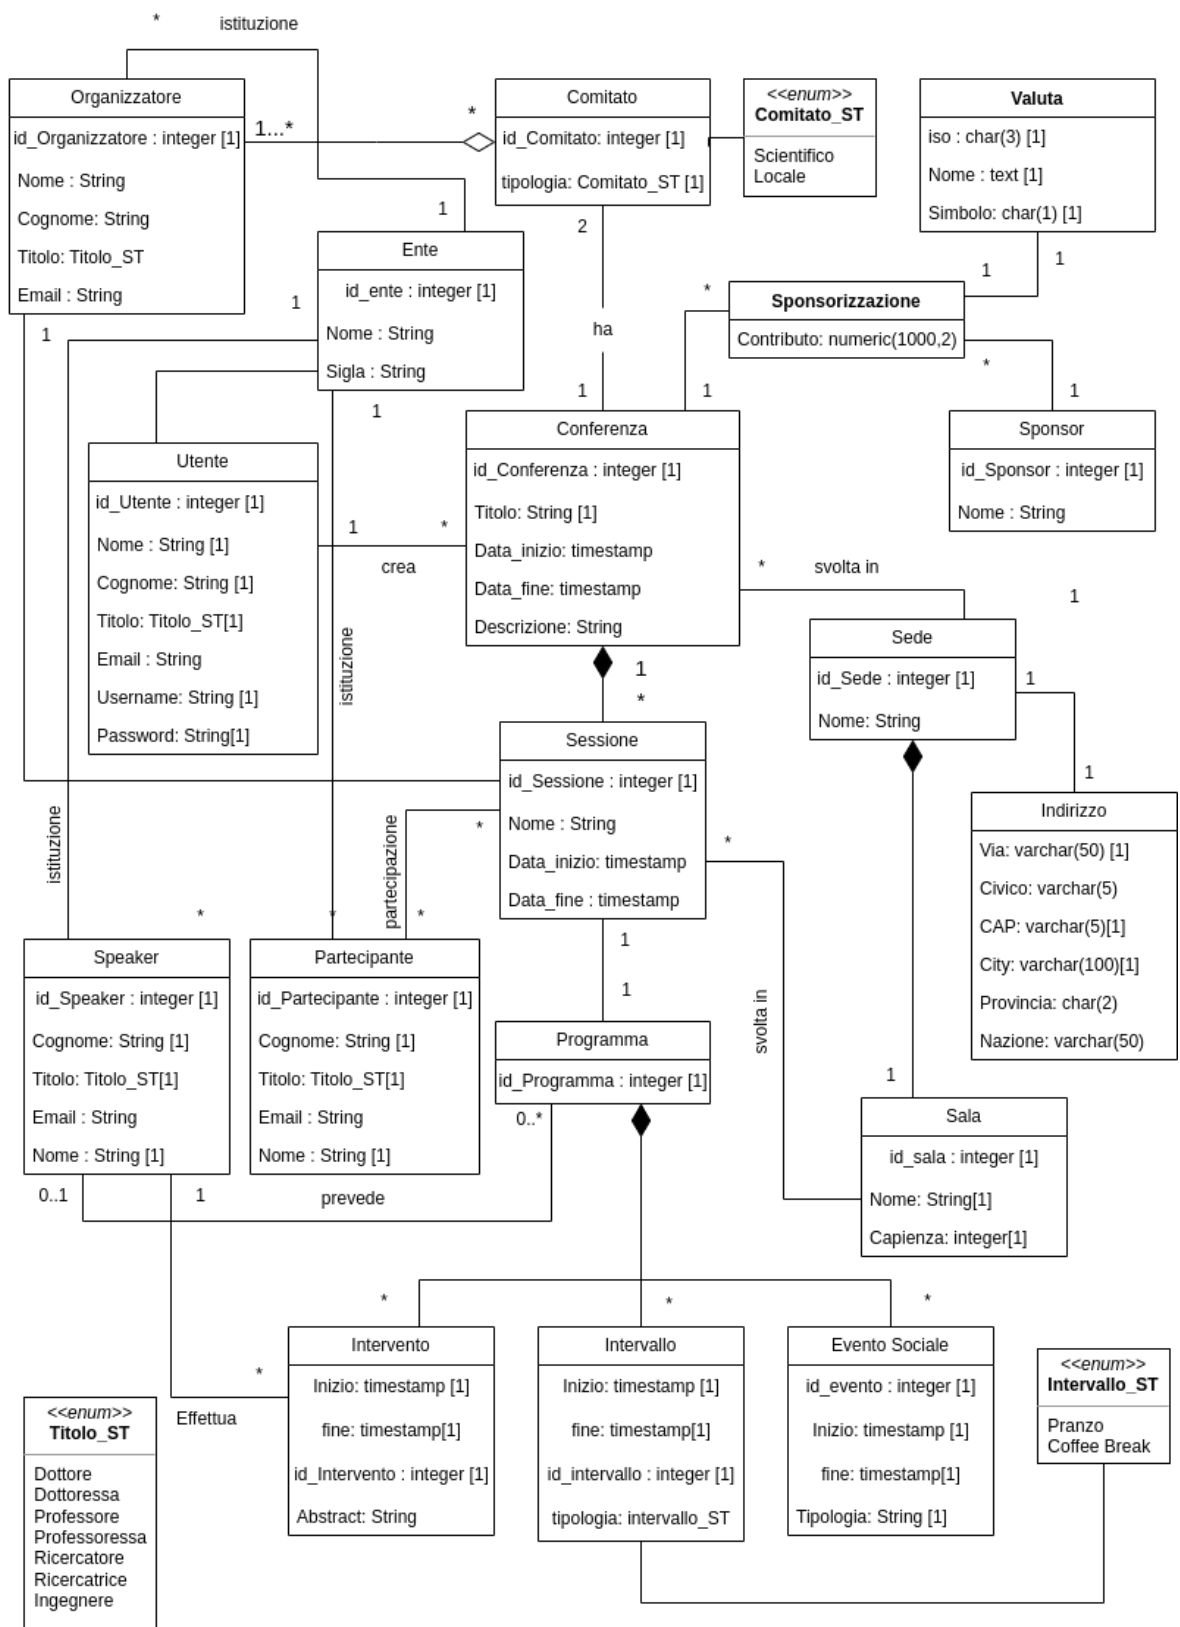 * istituzione
Organizzatore
id_Organizzatore : integer [1]
Nome : String
Cognome: String
Titolo: Titolo_ST
Email : String
1...*
*
Comitato
id_Comitato: integer [1]
tipologia: Comitato_ST [1]
<<enum>>
Comitato_ST
Scientifico
Locale
Valuta
iso : char(3) [1]
Nome : text [1]
Simbolo: char(1) [1]
1
2
1
1
Ente
id_ente : integer [1]
Nome : String
Sigla : String
1
1
1
ha
*
Sponsorizzazione
Contributo: numeric(1000,2)
*
1
1
1
Sponsor
id_Sponsor : integer [1]
Nome : String
Conferenza
id_Conferenza : integer [1]
Titolo: String [1]
Data_inizio: timestamp
Data_fine: timestamp
Descrizione: String
Utente
id_Utente : integer [1]
Nome : String [1]
Cognome: String [1]
Titolo: Titolo_ST[1]
Email : String
Username: String [1]
Password: String[1]
1
*
crea
istituzione
* svolta in
1
Sede
id_Sede : integer [1]
Nome: String
1
1
1
*
Sessione
id_Sessione : integer [1]
Nome : String
Data_inizio: timestamp
Data_fine : timestamp
Indirizzo
Via: varchar(50) [1]
Civico: varchar(5)
CAP: varchar(5)[1]
City: varchar(100)[1]
Provincia: char(2)
Nazione: varchar(50)
istituzione
partecipazione
*
*
*
*
*
1
1
svolta in
Speaker
id_Speaker : integer [1]
Cognome: String [1]
Titolo: Titolo_ST[1]
Email : String
Nome : String [1]
Partecipante
id_Partecipante : integer [1]
Cognome: String [1]
Titolo: Titolo_ST[1]
Email : String
Nome : String [1]
Programma
id_Programma : integer [1]
0..*
1
Sala
id_sala : integer [1]
Nome: String[1]
Capienza: integer[1]
0..1
1
prevede
*
*
*
*
Effettua
Intervento
Inizio: timestamp [1]
fine: timestamp[1]
id_Intervento : integer [1]
Abstract: String
Intervallo
Inizio: timestamp [1]
fine: timestamp[1]
id_intervallo : integer [1]
tipologia: intervallo_ST
Evento Sociale
id_evento : integer [1]
Inizio: timestamp [1]
fine: timestamp[1]
Tipologia: String [1]
<<enum>>
Intervallo_ST
Pranzo
Coffee Break
<<enum>>
Titolo_ST
Dottore
Dottoressa
Professore
Professoressa
Ricercatore
Ricercatrice
Ingegnere